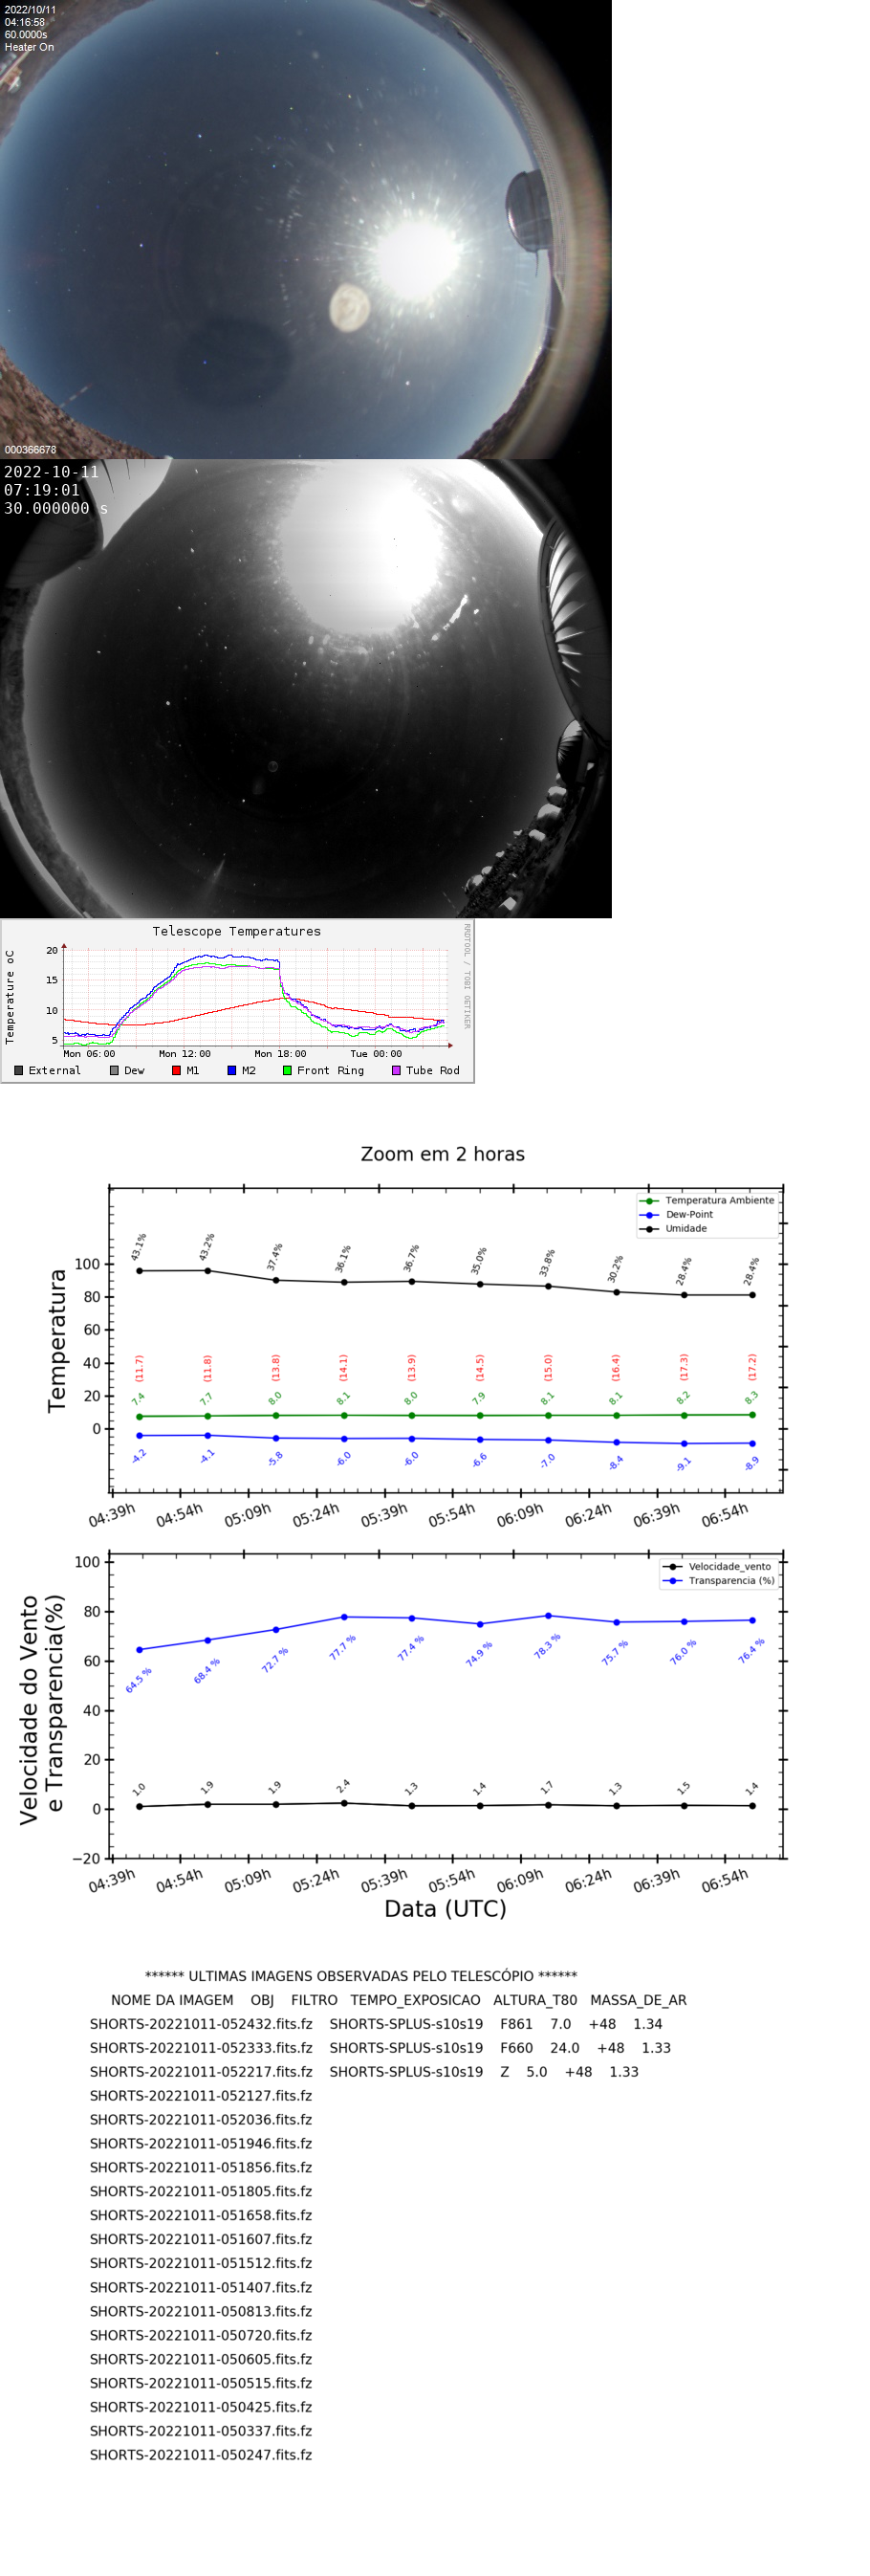 2022/10/11
04:16:58
60.0000s
Heater On
000366678
2022-10-11
07:19:01
30.000000 s
Telescope Temperatures
RRDTOOL / TOBI OETIKER
Temperature oC
20
15
10
5
Mon 06:00 Mon 12:00 Mon 18:00 Tue 00:00
External Dew M1 M2 Front Ring Tube Rod
Zoom em 2 horas
Temperatura Ambiente
Dew-Point
Umidade
Temperatura
100
80
60
40
20
0
43.1% 43.2% 37.4% 36.1% 36.7% 35.0% 33.8% 30.2% 28.4% 28.4%
(11.7) (11.8) (13.8) (14.1) (13.9) (14.5) (15.0) (16.4) (17.3) (17.2)
7.4 7.7 8.0 8.1 8.0 7.9 8.1 8.1 8.2 8.3
-4.2 -4.1 -5.8 -6.0 -6.0 -6.6 -7.0 -8.4 -9.1 -8.9
04:39h 04:54h 05:09h 05:24h 05:39h 05:54h 06:09h 06:24h 06:39h 06:54h
Velocidade_vento
Transparencia (%)
Velocidade do Vento
e Transparencia(%)
100
80
60
40
20
0
−20
64.5 % 68.4 % 72.7 % 77.7 % 77.4 % 74.9 % 78.3 % 75.7 % 76.0 % 76.4 %
1.0 1.9 1.9 2.4 1.3 1.4 1.7 1.3 1.5 1.4
04:39h 04:54h 05:09h 05:24h 05:39h 05:54h 06:09h 06:24h 06:39h 06:54h
Data (UTC)
****** ULTIMAS IMAGENS OBSERVADAS PELO TELESCÓPIO ******
NOME DA IMAGEM OBJ FILTRO TEMPO_EXPOSICAO ALTURA_T80 MASSA_DE_AR
SHORTS-20221011-052432.fits.fz SHORTS-SPLUS-s10s19 F861 7.0 +48 1.34
SHORTS-20221011-052333.fits.fz SHORTS-SPLUS-s10s19 F660 24.0 +48 1.33
SHORTS-20221011-052217.fits.fz SHORTS-SPLUS-s10s19 Z 5.0 +48 1.33
SHORTS-20221011-052127.fits.fz
SHORTS-20221011-052036.fits.fz
SHORTS-20221011-051946.fits.fz
SHORTS-20221011-051856.fits.fz
SHORTS-20221011-051805.fits.fz
SHORTS-20221011-051658.fits.fz
SHORTS-20221011-051607.fits.fz
SHORTS-20221011-051512.fits.fz
SHORTS-20221011-051407.fits.fz
SHORTS-20221011-050813.fits.fz
SHORTS-20221011-050720.fits.fz
SHORTS-20221011-050605.fits.fz
SHORTS-20221011-050515.fits.fz
SHORTS-20221011-050425.fits.fz
SHORTS-20221011-050337.fits.fz
SHORTS-20221011-050247.fits.fz